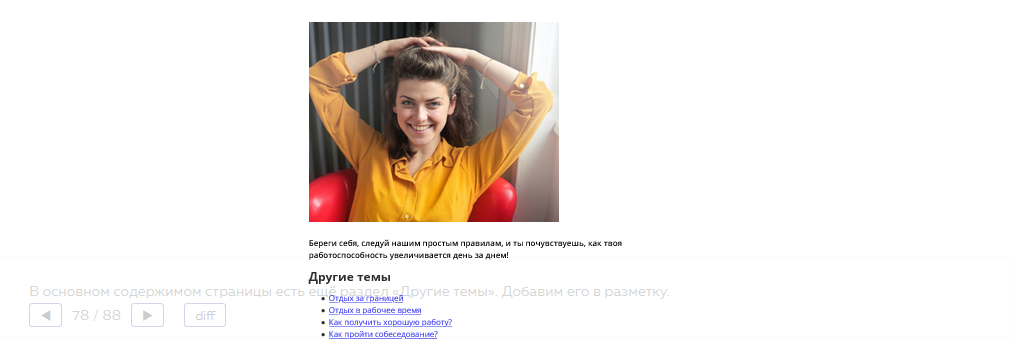 Береги себя, следуй нашим простым правилам, и ты почувствуешь, как твоя
работоспособность увеличивается день за днем!
Другие темы
В основном содержимом страницы есть ещё раздел «Другие темы». Добавим его в разметку.
Отдых за границей
78 / 88 diff
Отдых в рабочее время
Как получить хорошую работу?
Как пройти собеседование?